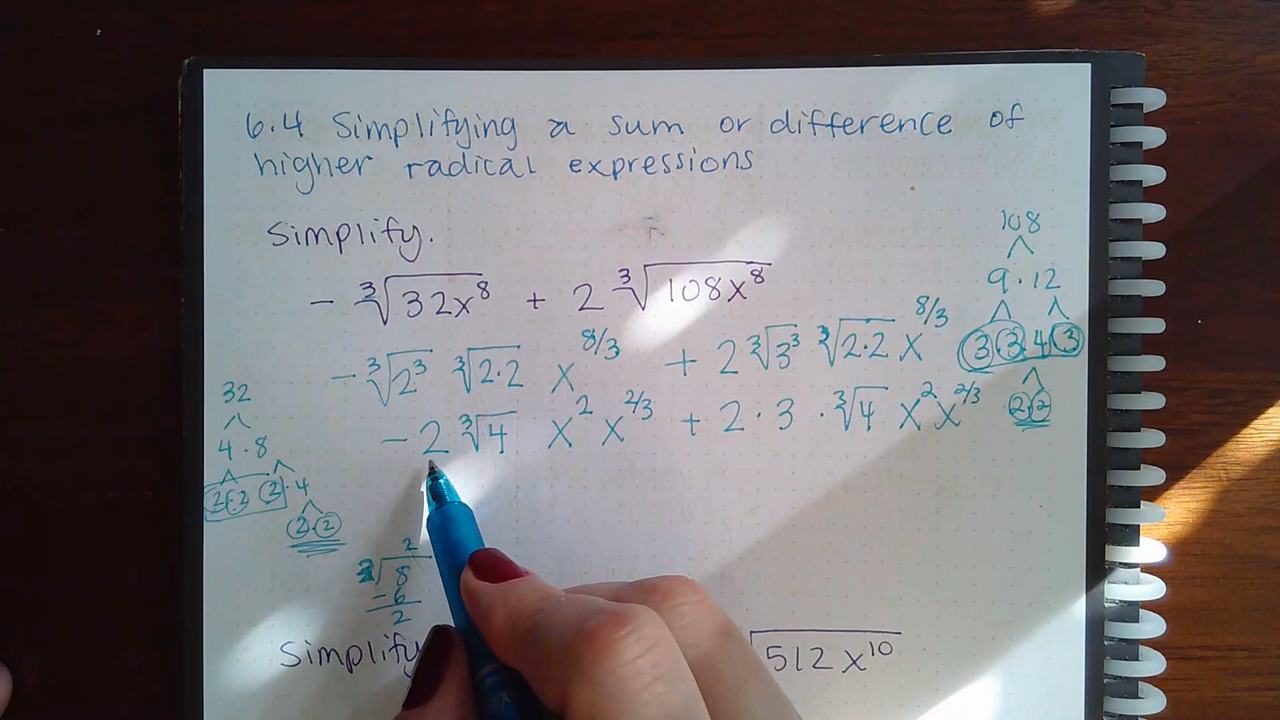 6.4 Simplifying a sum or difference of
higher radical expressions
Simplify.
- ∛(32x⁸) + 2 ∛(108x⁸)
- ∛(2³) ∛(2·2) x^(8/3) + 2 ∛(3³) ∛(2·2) x^(8/3)
- 2 ∛4 x² x^(2/3) + 2 · 3 · ∛4 x² x^(2/3)
108
9 · 12
3 · 3 · 4 · 3
2 · 2
32
4 · 8
2 · 2 2 · 4
2 · 2
2
3√8
- 6
2
Simplify
512 x¹⁰